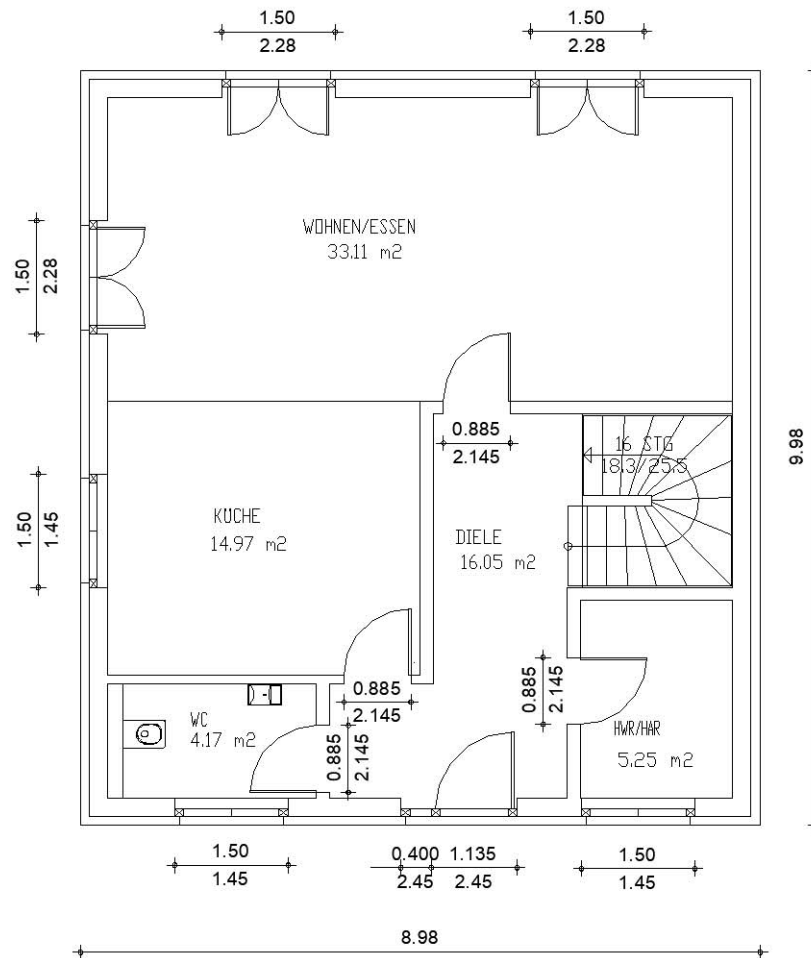 1.50
2.28
1.50
2.28
WOHNEN/ESSEN
33.11 m2
1.50
2.28
9.98
0.885
2.145
16 STG
18.3/25.5
1.50
1.45
KÜCHE
14.97 m2
DIELE
16.05 m2
0.885
2.145
0.885
2.145
WC
4.17 m2
0.885
2.145
HWR/HAR
5.25 m2
1.50
1.45
0.400
2.45
1.135
2.45
1.50
1.45
8.98